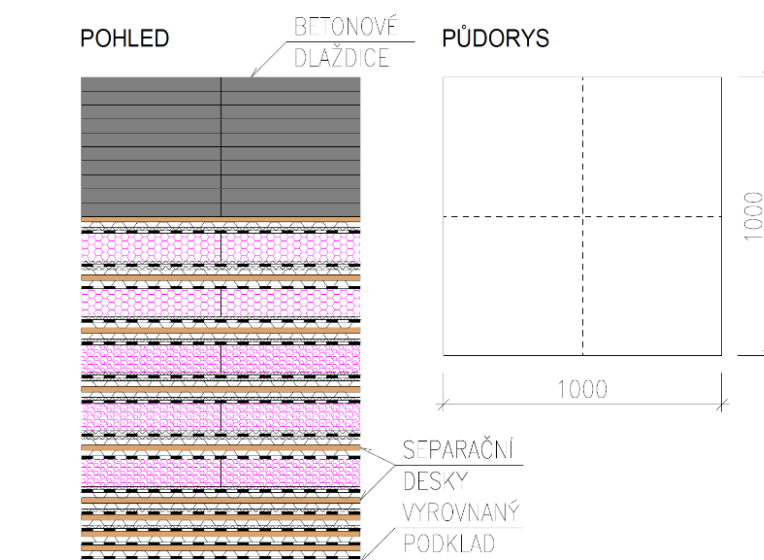 POHLED
BETONOVÉ
DLAŽDICE
PŮDORYS
1000
1000
SEPARAČNÍ
DESKY
VYROVNANÝ
PODKLAD